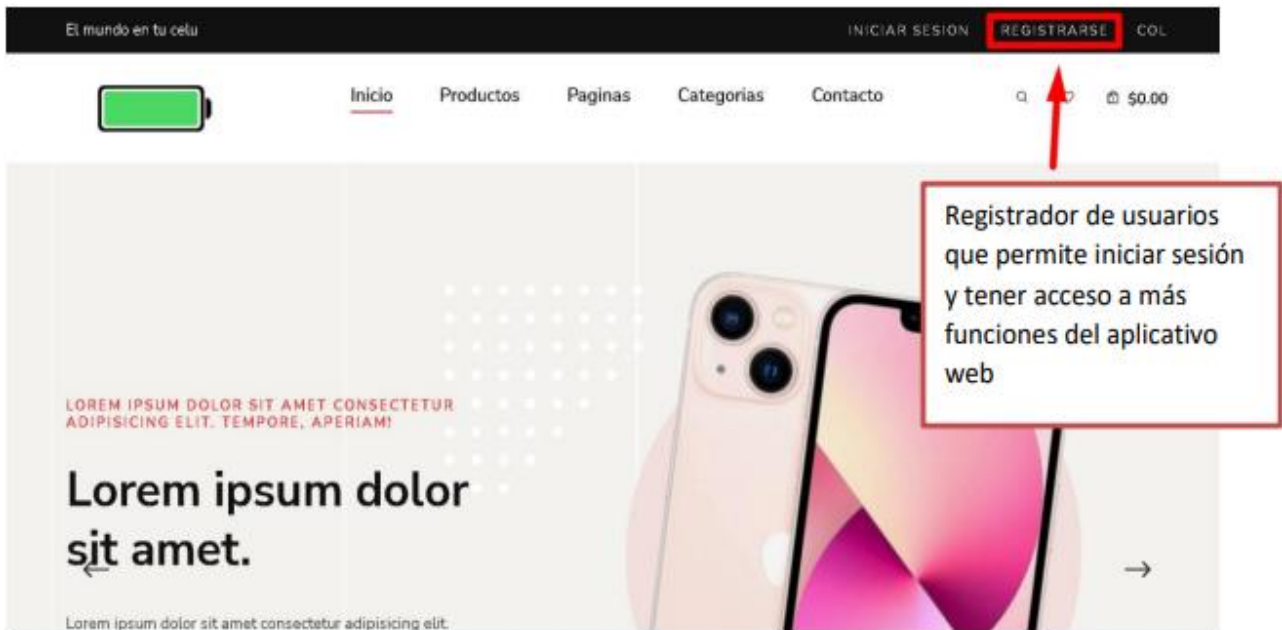 El mundo en tu celu
INICIAR SESION REGISTRARSE COL
Inicio Productos Paginas Categorias Contacto $0.00
Registrador de usuarios
que permite iniciar sesión
y tener acceso a más
funciones del aplicativo
web
LOREM IPSUM DOLOR SIT AMET CONSECTETUR
ADIPISICING ELIT. TEMPORE, APERIAM!
Lorem ipsum dolor
sit amet.
Lorem ipsum dolor sit amet consectetur adipisicing elit.